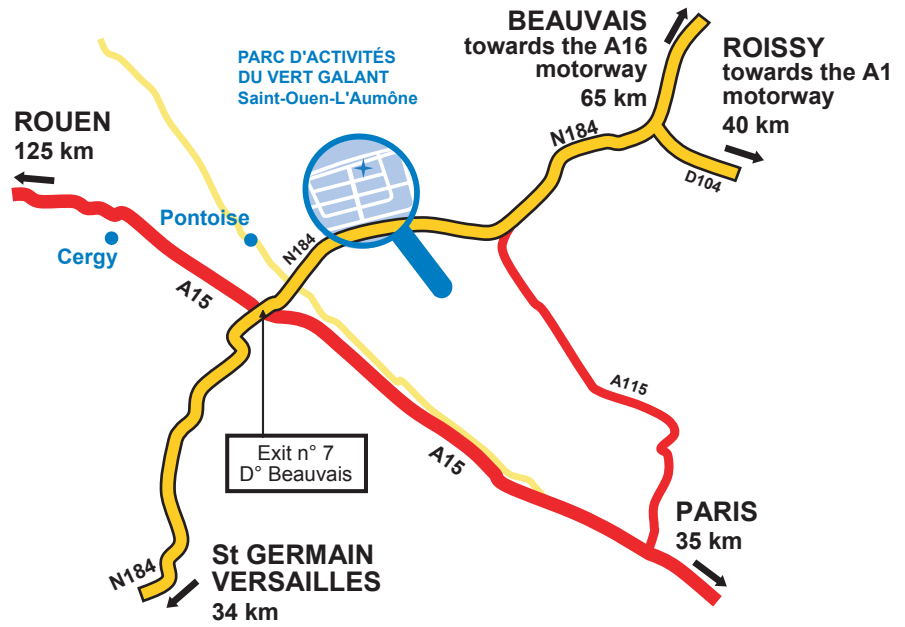 BEAUVAIS
towards the A16
motorway
65 km
ROISSY
towards the A1
motorway
40 km
PARC D'ACTIVITÉS
DU VERT GALANT
Saint-Ouen-L'Aumône
ROUEN
125 km
N184
D104
Pontoise
Cergy
N184
A15
A115
Exit n° 7
D° Beauvais
A15
PARIS
35 km
N184
St GERMAIN
VERSAILLES
34 km